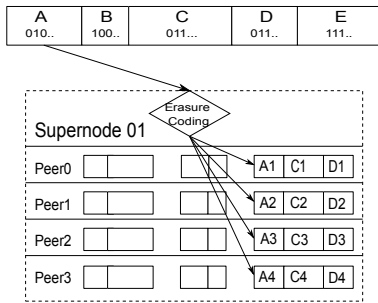 A B C D E
010.. 100.. 011... 011.. 111..
Erasure
Coding
Supernode 01
Peer0 A1 C1 D1
Peer1 A2 C2 D2
Peer2 A3 C3 D3
Peer3 A4 C4 D4